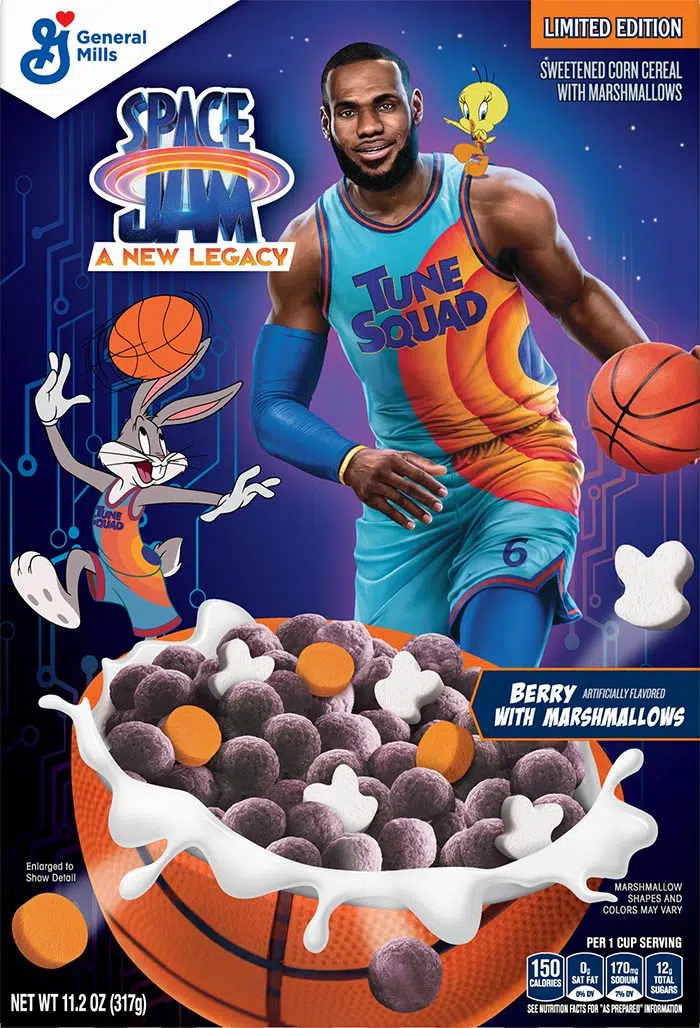 General
Mills
LIMITED EDITION
SWEETENED CORN CEREAL
WITH MARSHMALLOWS
SPACE
JAM
A NEW LEGACY
TUNE
SQUAD
TUNE
SQUAD
6
BERRY ARTIFICIALLY FLAVORED
WITH MARSHMALLOWS
Enlarged to
Show Detail
MARSHMALLOW
SHAPES AND
COLORS MAY VARY
PER 1 CUP SERVING
150 CALORIES
0g SAT FAT 0% DV
170mg SODIUM 7% DV
12g TOTAL SUGARS
SEE NUTRITION FACTS FOR "AS PREPARED" INFORMATION
NET WT 11.2 OZ (317g)